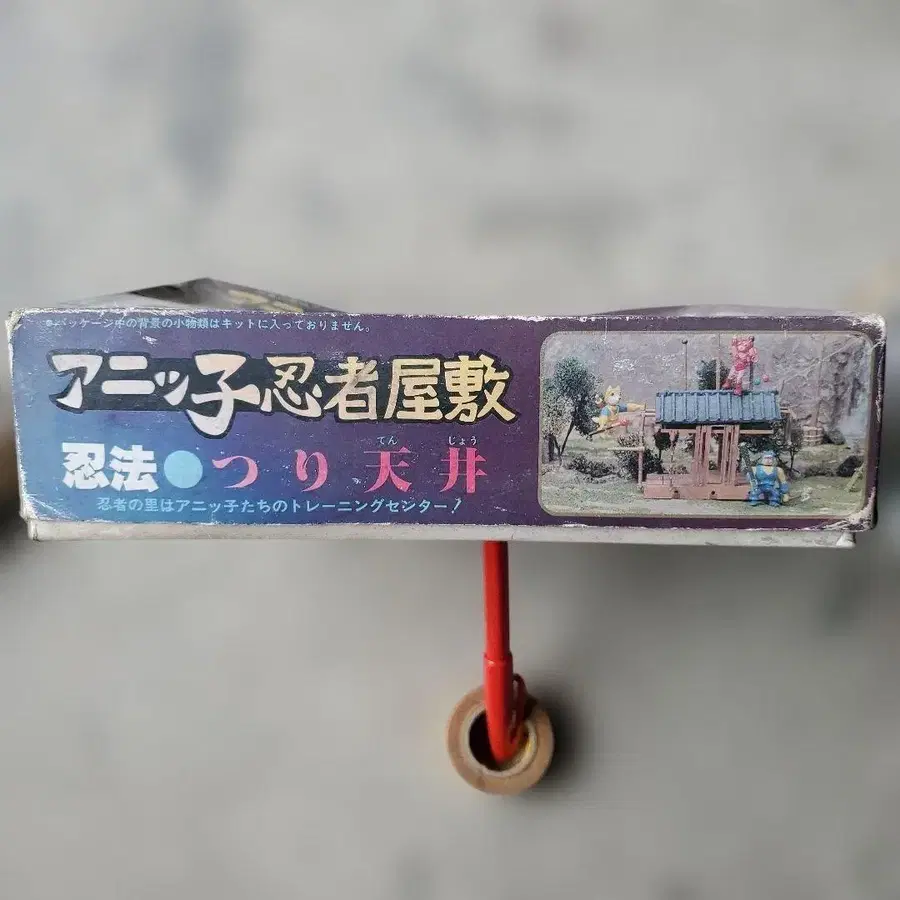 ●パッケージ中の背景の小物類はキットに入っておりません。
アニッ子忍者屋敷
忍法●つり天井
てん じょう
忍者の里はアニッ子たちのトレーニングセンター!